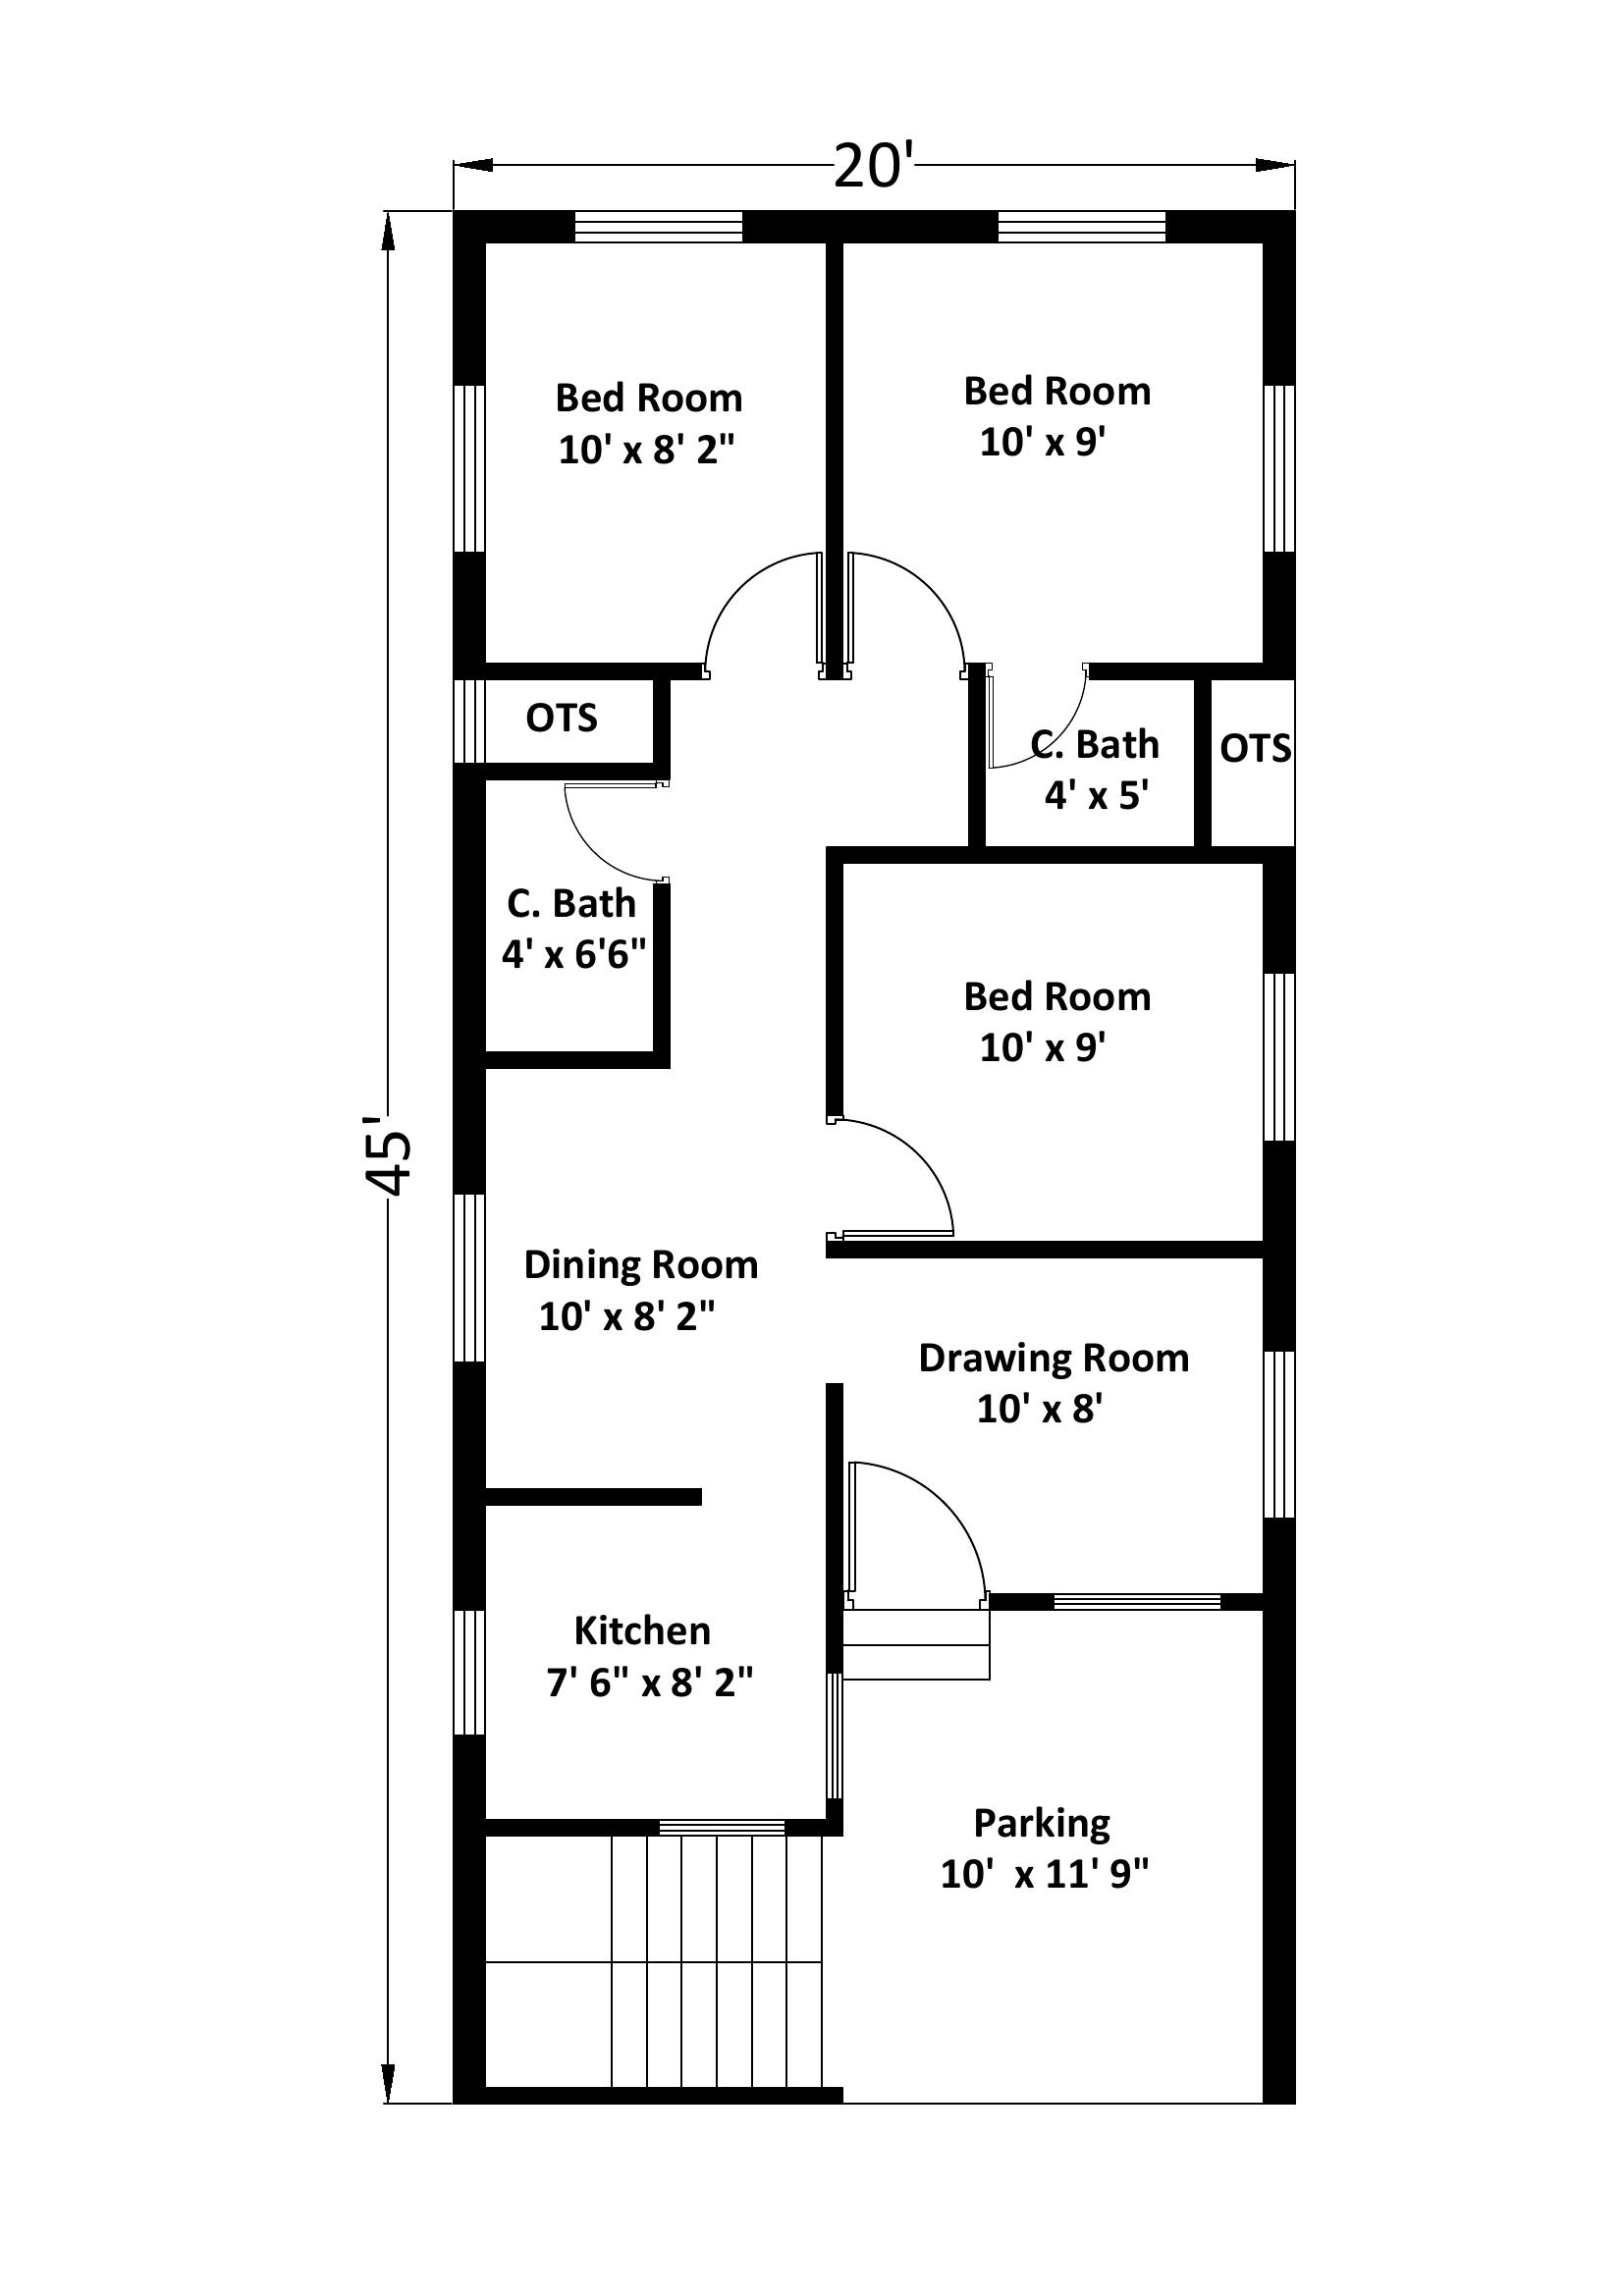 20'
Bed Room
10' x 8' 2"
Bed Room
10' x 9'
OTS
C. Bath
4' x 5'
OTS
C. Bath
4' x 6'6"
Bed Room
10' x 9'
45'
Dining Room
10' x 8' 2"
Drawing Room
10' x 8'
Kitchen
7' 6" x 8' 2"
Parking
10'  x 11' 9"